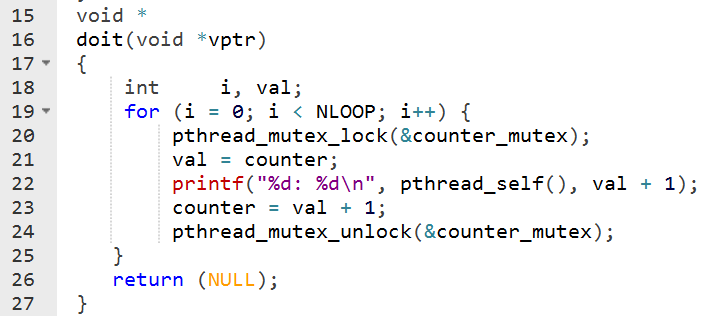 15 void *
16 doit(void *vptr)
17 {
18 int i, val;
19 for (i = 0; i < NLOOP; i++) {
20 pthread_mutex_lock(&counter_mutex);
21 val = counter;
22 printf("%d: %d\n", pthread_self(), val + 1);
23 counter = val + 1;
24 pthread_mutex_unlock(&counter_mutex);
25 }
26 return (NULL);
27 }